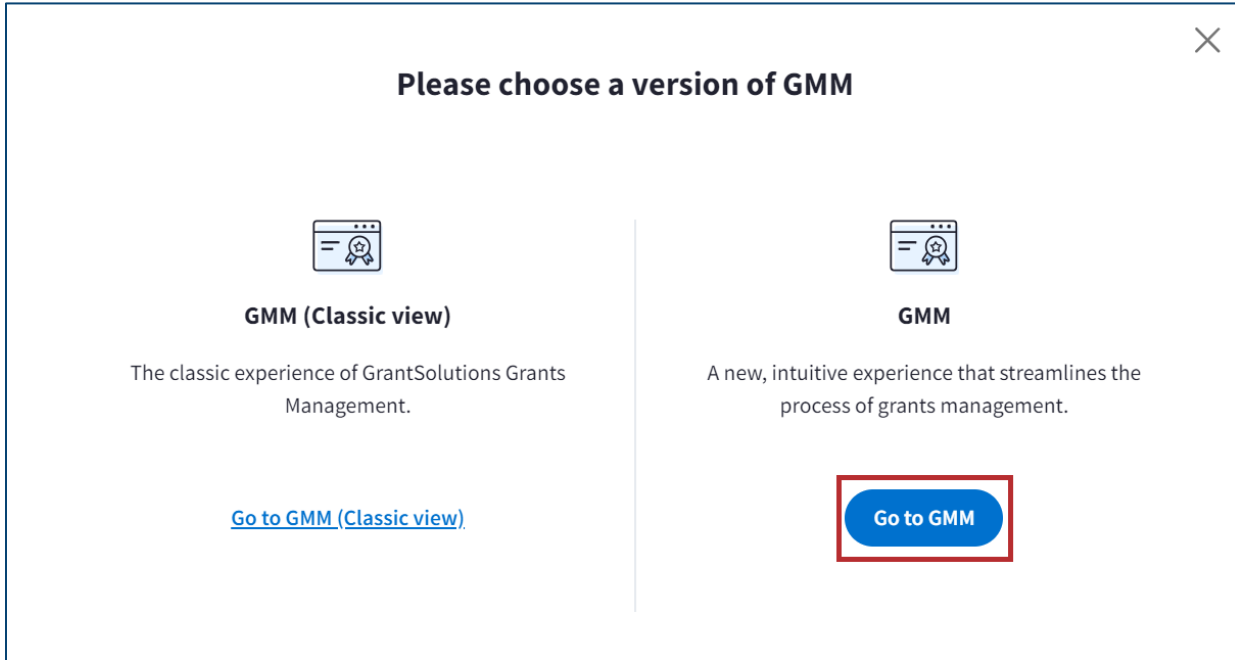 Please choose a version of GMM
GMM (Classic view)
The classic experience of GrantSolutions Grants
Management.
Go to GMM (Classic view)
GMM
A new, intuitive experience that streamlines the
process of grants management.
Go to GMM